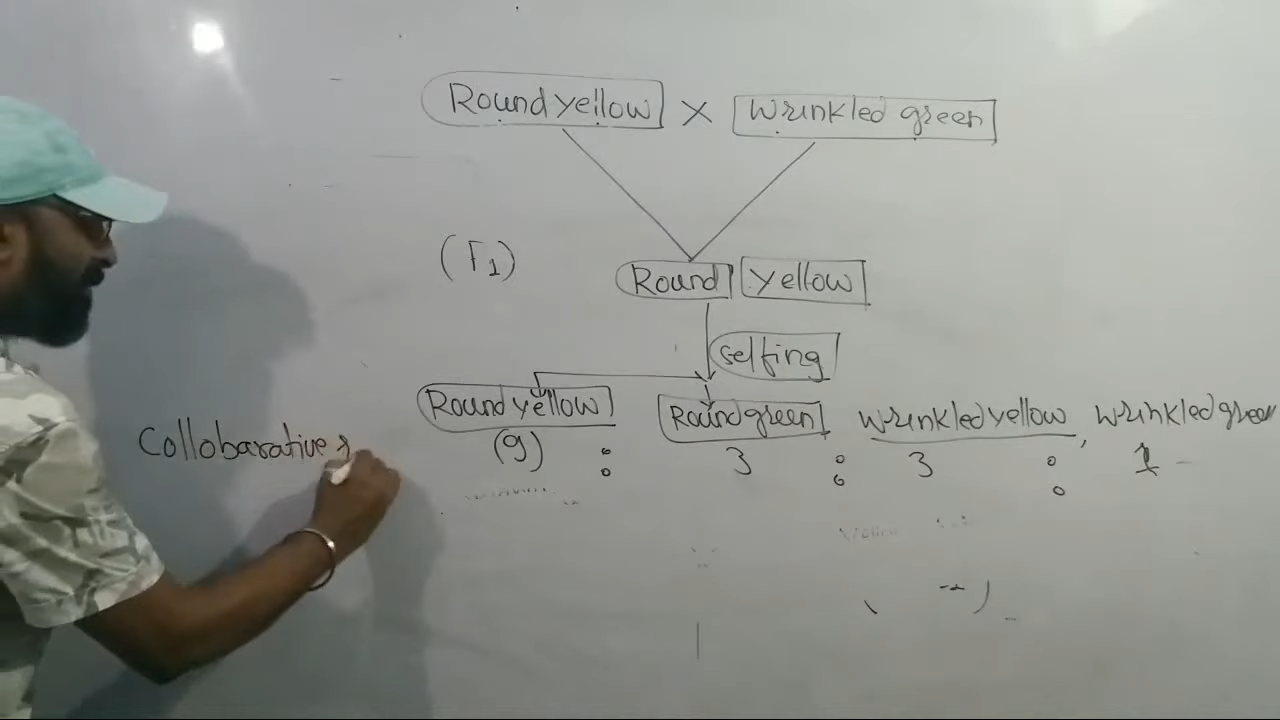 Round yellow X Wrinkled green
(F1)
Round yellow
selfing
Round yellow Round green wrinkled yellow, wrinkled green
Collobarative
(9) : 3 : 3 : 1